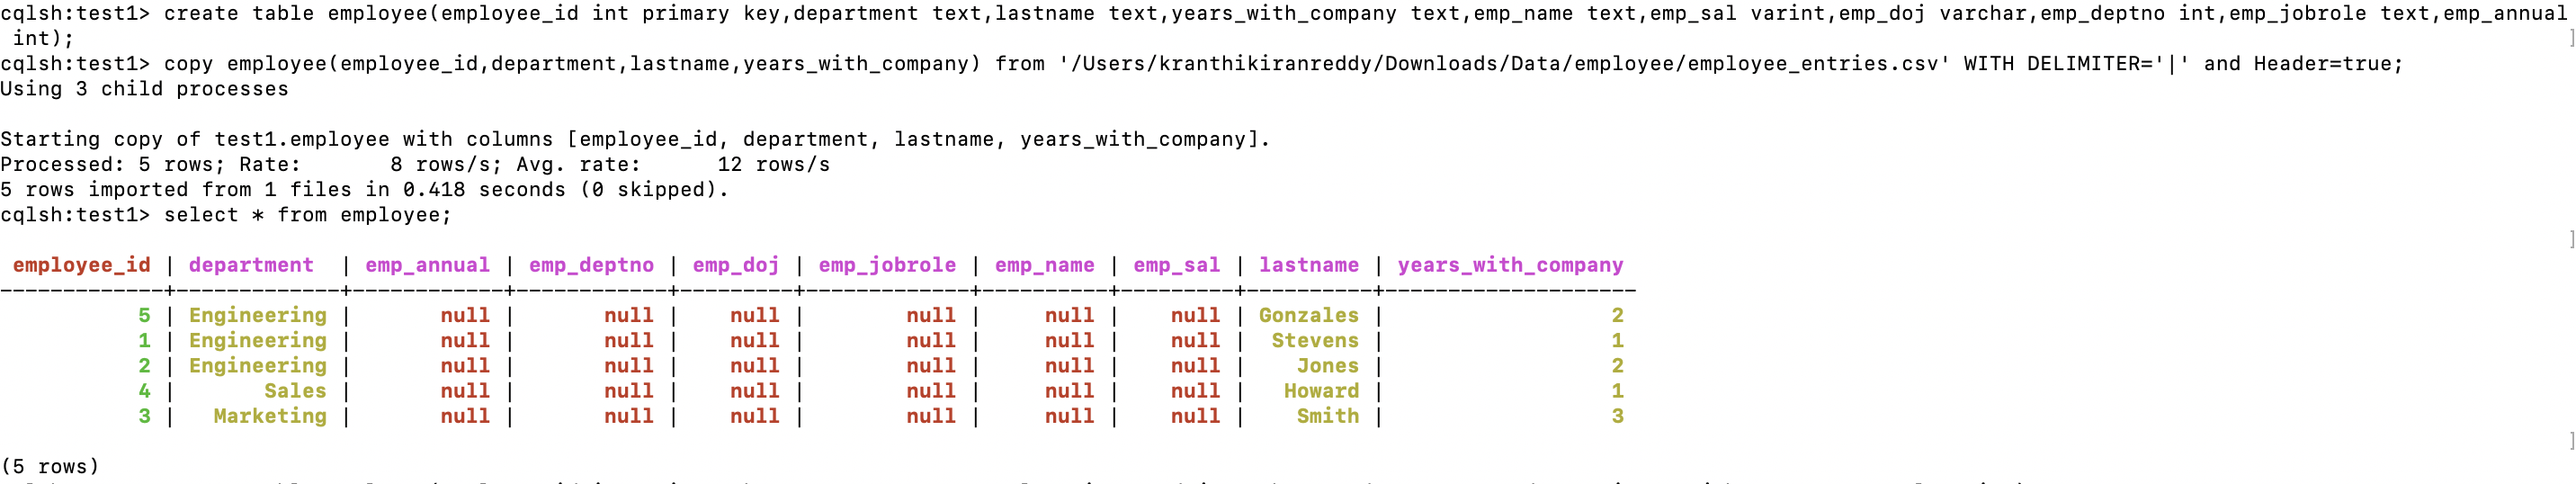 cqlsh:test1> create table employee(employee_id int primary key,department text,lastname text,years_with_company text,emp_name text,emp_sal varint,emp_doj varchar,emp_deptno int,emp_jobrole text,emp_annual
 int);
cqlsh:test1> copy employee(employee_id,department,lastname,years_with_company) from '/Users/kranthikiranreddy/Downloads/Data/employee/employee_entries.csv' WITH DELIMITER='|' and Header=true;
Using 3 child processes

Starting copy of test1.employee with columns [employee_id, department, lastname, years_with_company].
Processed: 5 rows; Rate:       8 rows/s; Avg. rate:      12 rows/s
5 rows imported from 1 files in 0.418 seconds (0 skipped).
cqlsh:test1> select * from employee;

 employee_id | department  | emp_annual | emp_deptno | emp_doj | emp_jobrole | emp_name | emp_sal | lastname | years_with_company
-------------+-------------+------------+------------+---------+-------------+----------+---------+----------+--------------------
           5 | Engineering |       null |       null |    null |        null |     null |    null | Gonzales |                  2
           1 | Engineering |       null |       null |    null |        null |     null |    null |  Stevens |                  1
           2 | Engineering |       null |       null |    null |        null |     null |    null |    Jones |                  2
           4 |       Sales |       null |       null |    null |        null |     null |    null |   Howard |                  1
           3 |   Marketing |       null |       null |    null |        null |     null |    null |    Smith |                  3

(5 rows)